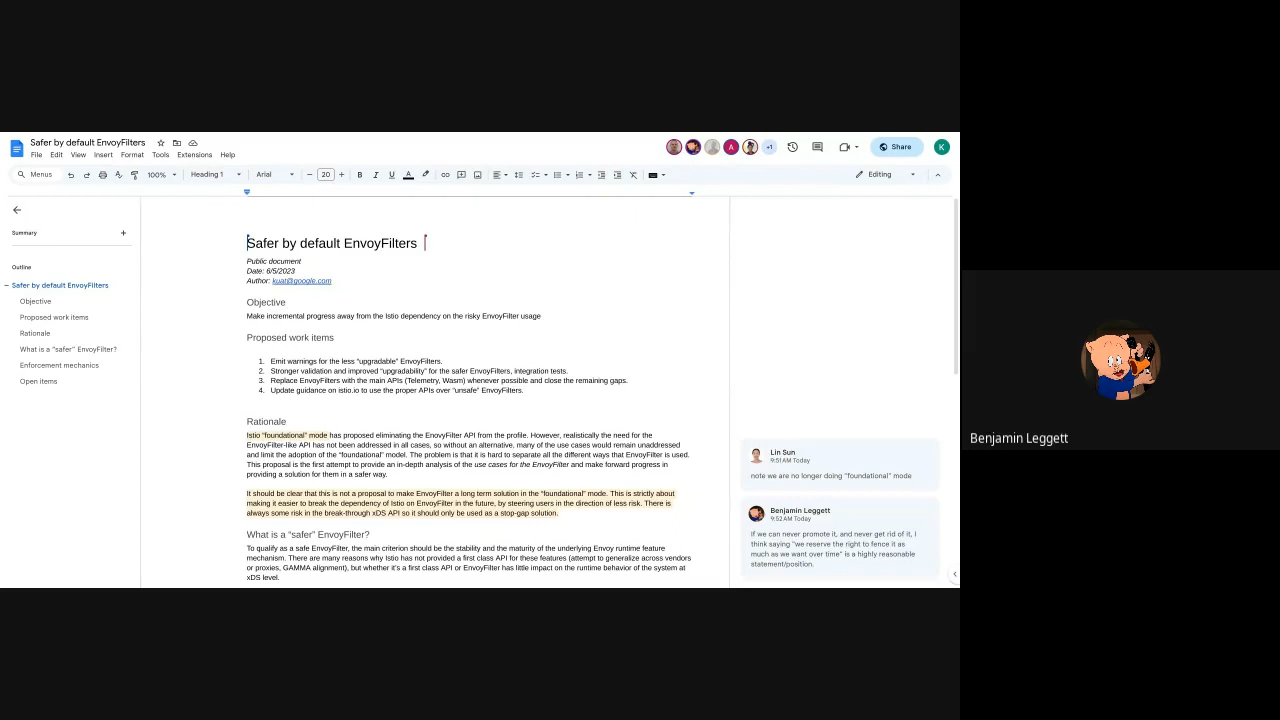 Safer by default EnvoyFilters
File Edit View Insert Format Tools Extensions Help
A +1 Share K
Menus 100% Heading 1 Arial 20 B I U A Editing
Summary
Outline
Safer by default EnvoyFilters
Objective
Proposed work items
Rationale
What is a "safer" EnvoyFilter?
Enforcement mechanics
Open items
Safer by default EnvoyFilters
Public document
Date: 6/5/2023
Author: kuat@google.com
Objective
Make incremental progress away from the Istio dependency on the risky EnvoyFilter usage
Proposed work items
1. Emit warnings for the less "upgradable" EnvoyFilters.
2. Stronger validation and improved "upgradability" for the safer EnvoyFilters, integration tests.
3. Replace EnvoyFilters with the main APIs (Telemetry, Wasm) whenever possible and close the remaining gaps.
4. Update guidance on istio.io to use the proper APIs over "unsafe" EnvoyFilters.
Rationale
Istio "foundational" mode has proposed eliminating the EnovyFilter API from the profile. However, realistically the need for the
EnvoyFilter-like API has not been addressed in all cases, so without an alternative, many of the use cases would remain unaddressed
and limit the adoption of the "foundational" model. The problem is that it is hard to separate all the different ways that EnvoyFilter is used.
This proposal is the first attempt to provide an in-depth analysis of the use cases for the EnvoyFilter and make forward progress in
providing a solution for them in a safer way.
It should be clear that this is not a proposal to make EnvoyFilter a long term solution in the "foundational" mode. This is strictly about
making it easier to break the dependency of Istio on EnvoyFilter in the future, by steering users in the direction of less risk. There is
always some risk in the break-through xDS API so it should only be used as a stop-gap solution.
What is a "safer" EnvoyFilter?
To qualify as a safe EnvoyFilter, the main criterion should be the stability and the maturity of the underlying Envoy runtime feature
mechanism. There are many reasons why Istio has not provided a first class API for these features (attempt to generalize across vendors
or proxies, GAMMA alignment), but whether it's a first class API or EnvoyFilter has little impact on the runtime behavior of the system at
xDS level.
Lin Sun
9:51 AM Today
note we are no longer doing "foundational" mode
Benjamin Leggett
9:52 AM Today
If we can never promote it, and never get rid of it, I
think saying "we reserve the right to fence it as
much as we want over time" is a highly reasonable
statement/position.
Benjamin Leggett